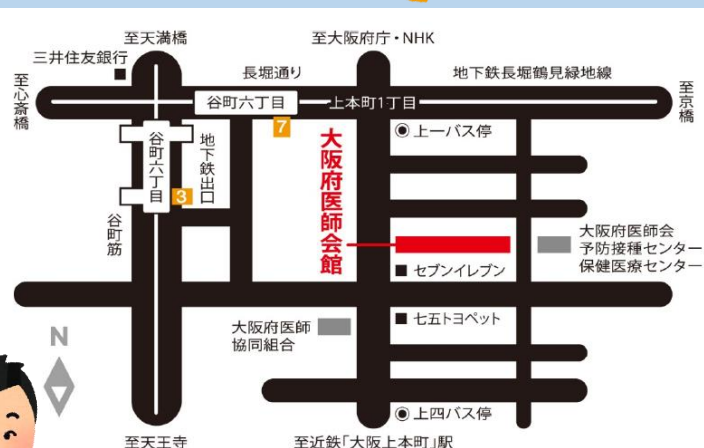 至天満橋
至大阪府庁・NHK
三井住友銀行
長堀通り
地下鉄長堀鶴見緑地線
至心斎橋
谷町六丁目
上本町1丁目
至京橋
7
上一バス停
谷町六丁目
地下鉄出口
大阪府医師会館
3
谷町筋
大阪府医師会
予防接種センター
保健医療センター
セブンイレブン
七五トヨペット
大阪府医師
協同組合
N
上四バス停
至天王寺
至近鉄「大阪上本町」駅